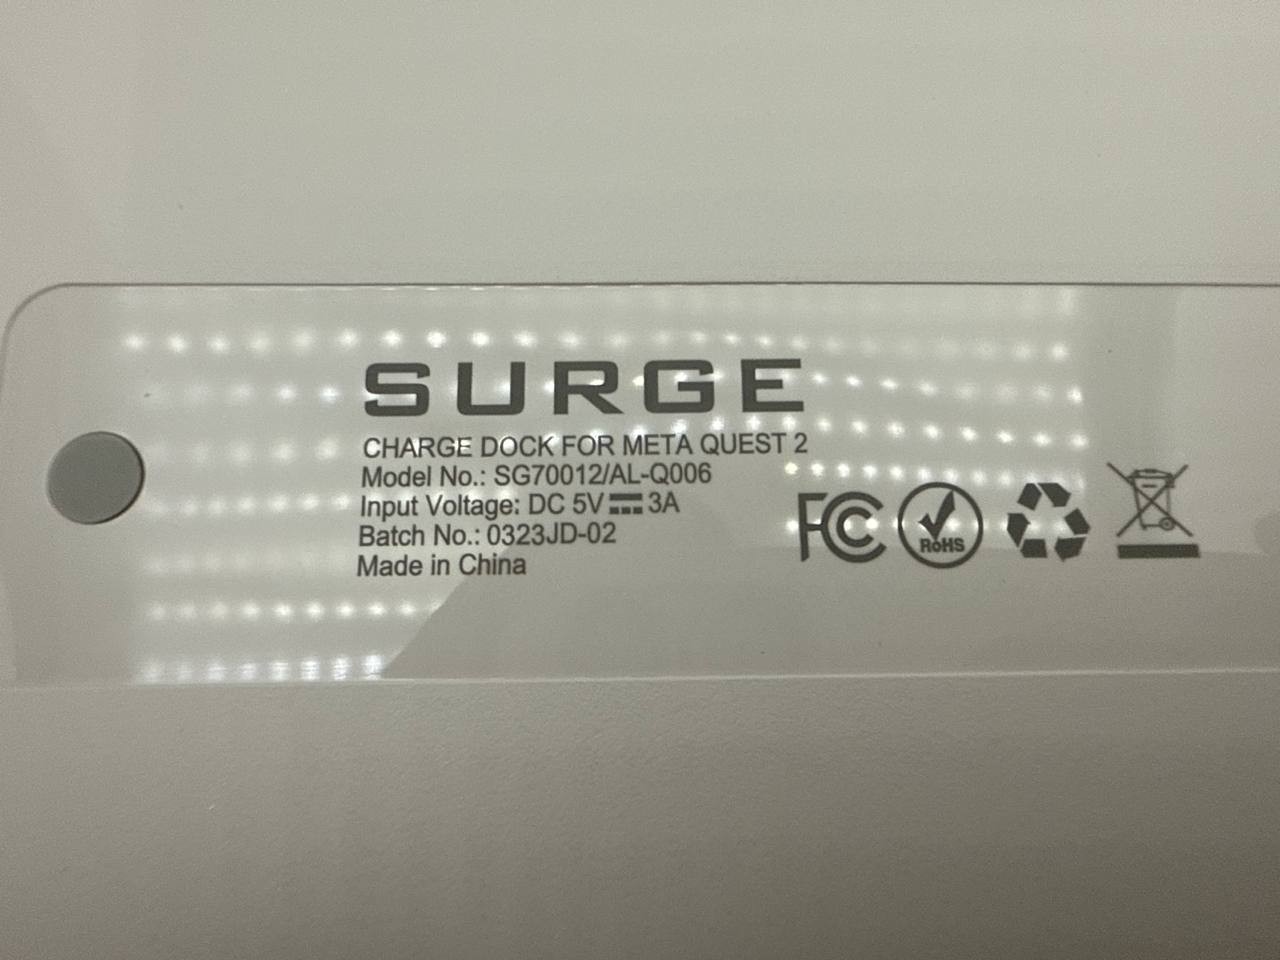 SURGE
CHARGE DOCK FOR META QUEST 2
Model No.: SG70012/AL-Q006
Input Voltage: DC 5V⎓3A
Batch No.: 0323JD-02
Made in China
FC RoHS